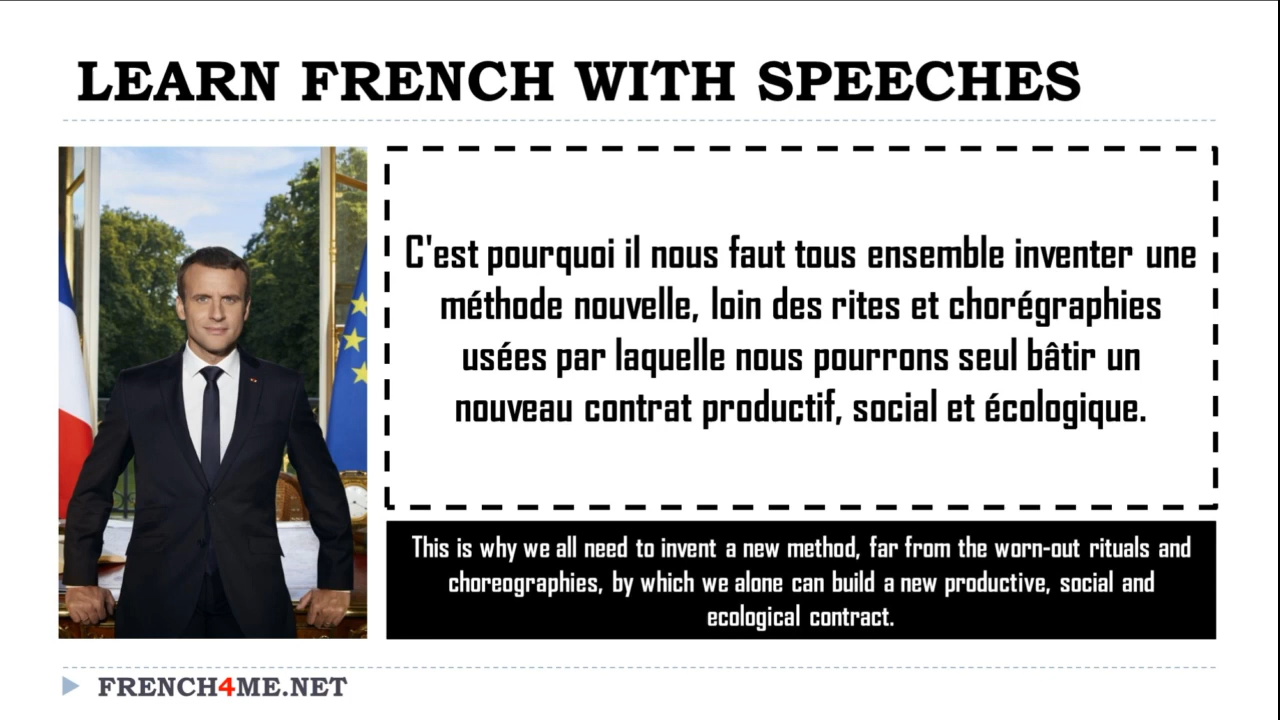 LEARN FRENCH WITH SPEECHES
C'est pourquoi il nous faut tous ensemble inventer une
méthode nouvelle, loin des rites et chorégraphies
usées par laquelle nous pourrons seul bâtir un
nouveau contrat productif, social et écologique.
This is why we all need to invent a new method, far from the worn-out rituals and
choreographies, by which we alone can build a new productive, social and
ecological contract.
FRENCH4ME.NET